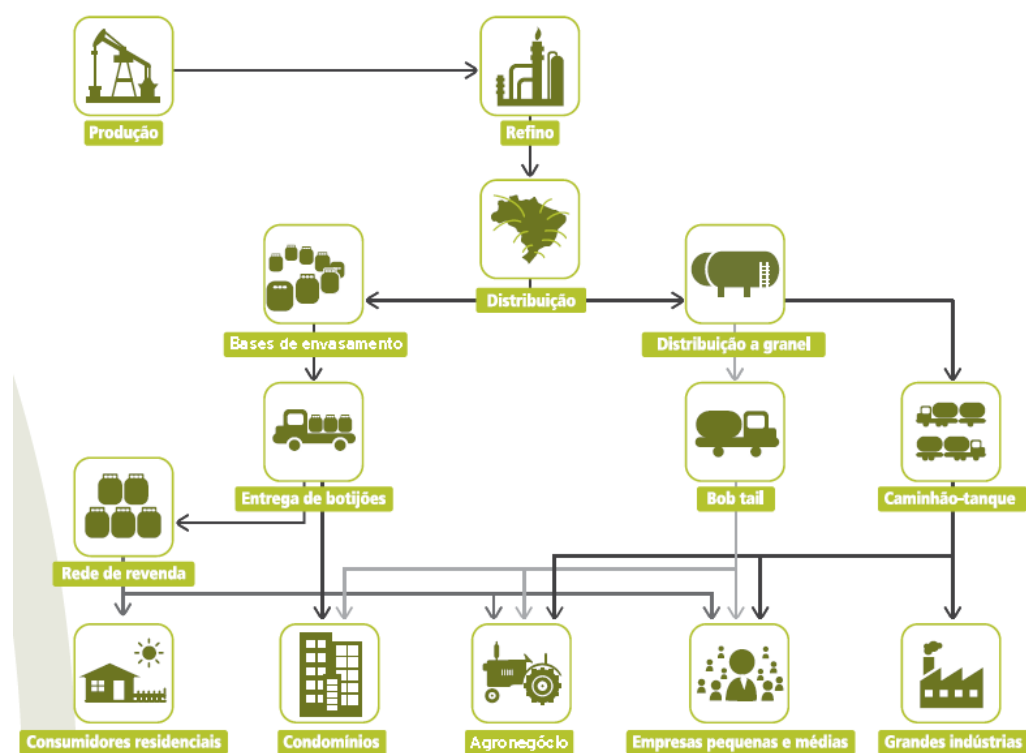 Produção
Refino
Distribuição
Bases de envasamento
Distribuição a granel
Entrega de botijões
Bob tail
Caminhão-tanque
Rede de revenda
Consumidores residenciais
Condomínios
Agronegócio
Empresas pequenas e médias
Grandes indústrias